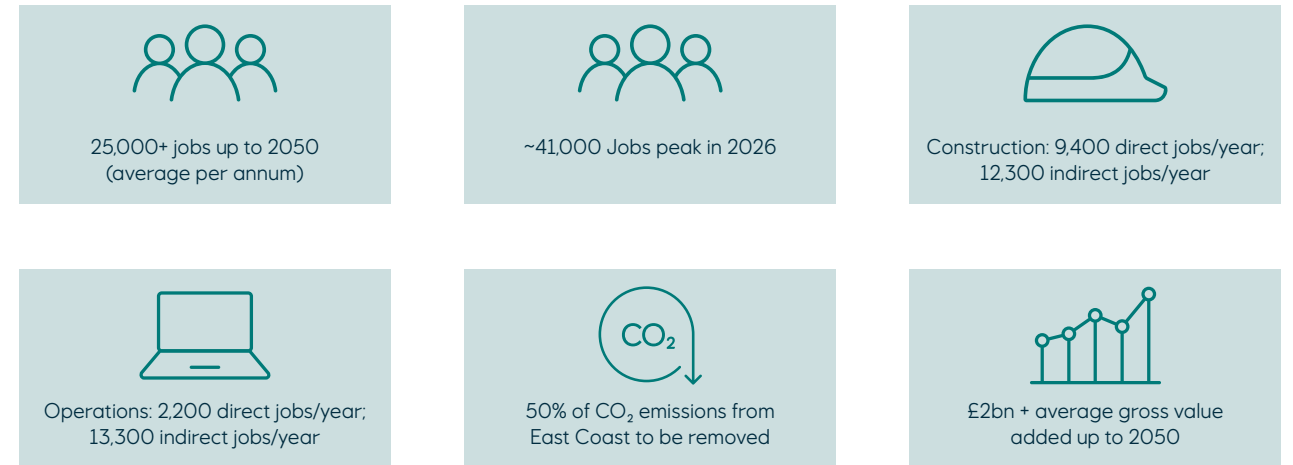 25,000+ jobs up to 2050
(average per annum)
~41,000 Jobs peak in 2026
Construction: 9,400 direct jobs/year;
12,300 indirect jobs/year
Operations: 2,200 direct jobs/year;
13,300 indirect jobs/year
CO₂
50% of CO₂ emissions from
East Coast to be removed
£2bn + average gross value
added up to 2050